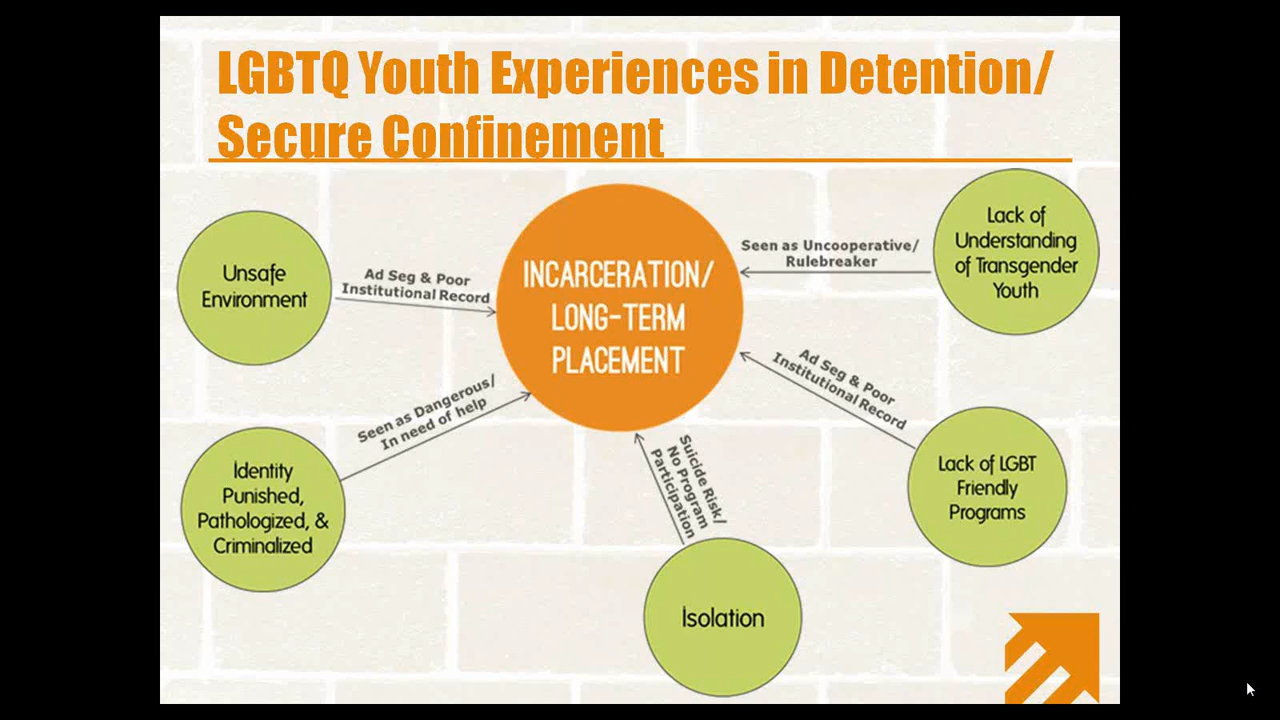 LGBTQ Youth Experiences in Detention/
Secure Confinement
Unsafe
Environment
Ad Seg & Poor
Institutional Record
INCARCERATION/
LONG-TERM
PLACEMENT
Seen as Uncooperative/
Rulebreaker
Lack of
Understanding
of Transgender
Youth
Identity
Punished,
Pathologized, &
Criminalized
Seen as Dangerous/
In need of help
Suicide Risk/
No Program
Participation
Isolation
Ad Seg & Poor
Institutional Record
Lack of LGBT
Friendly
Programs